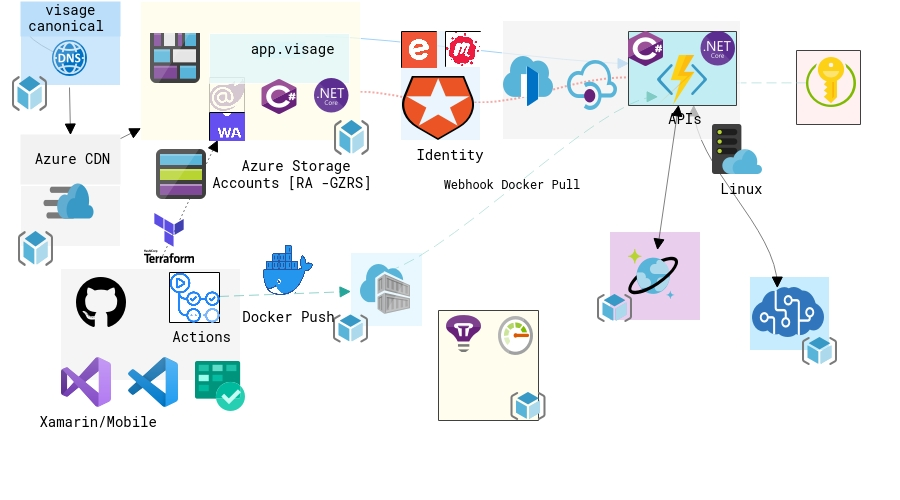 visage
canonical
DNS
app.visage
e
m
C#
.NET
Core
@
C#
.NET
Core
WA
Azure CDN
APIs
Identity
Azure Storage
Accounts [RA -GZRS]
Webhook Docker Pull
Linux
HashiCorp
Terraform
Docker Push
Actions
Xamarin/Mobile